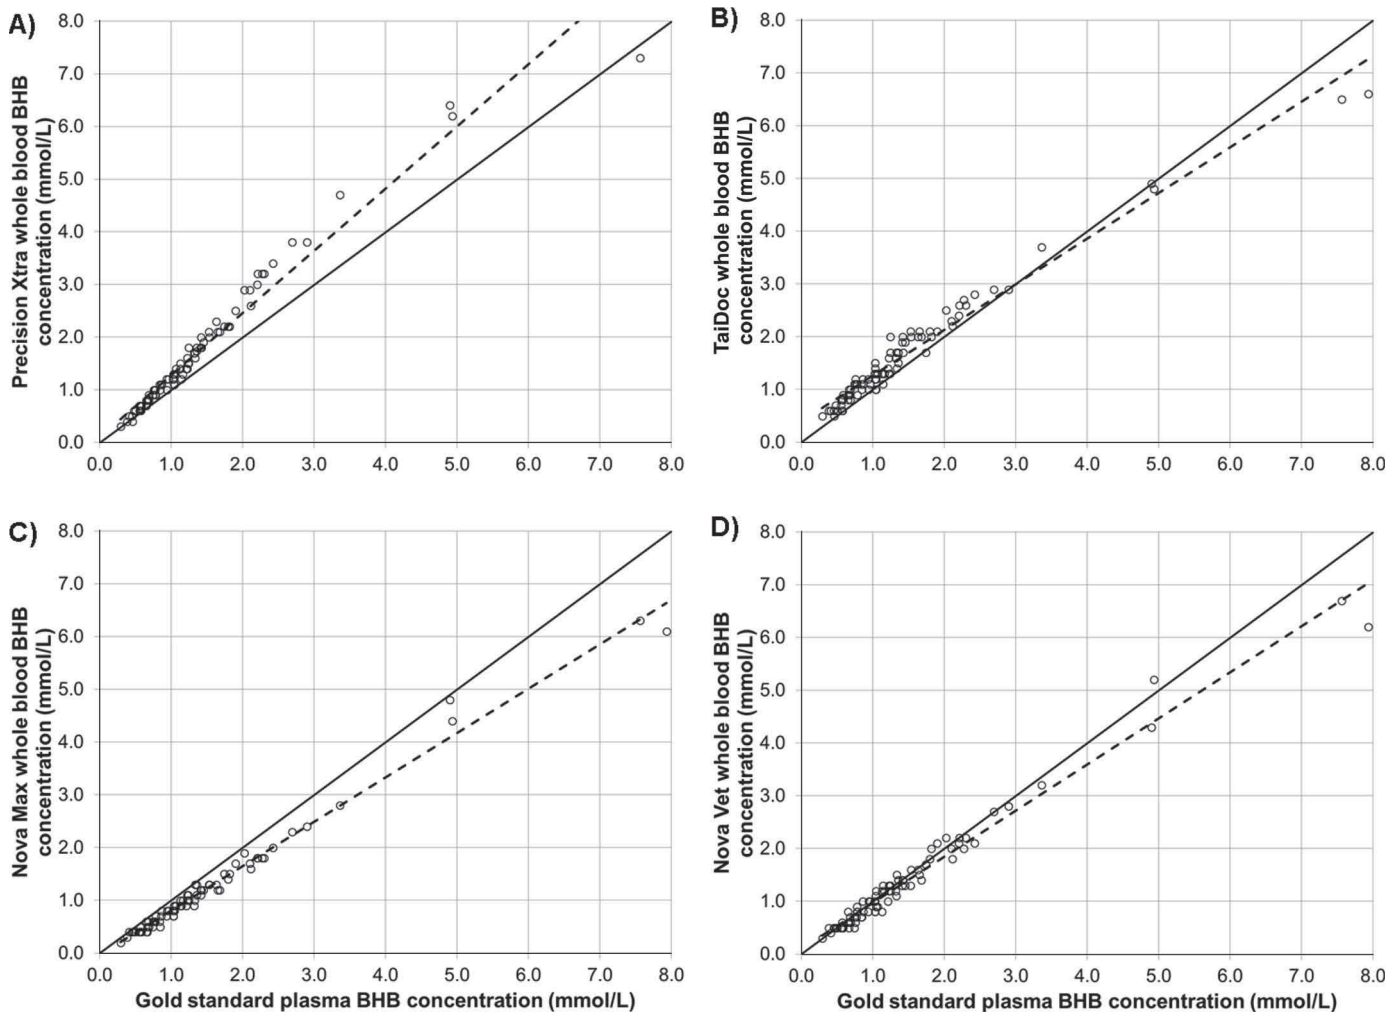 A)
Precision Xtra whole blood BHB
concentration (mmol/L)
8.0
7.0
6.0
5.0
4.0
3.0
2.0
1.0
0.0
0.0 1.0 2.0 3.0 4.0 5.0 6.0 7.0 8.0
B)
TaiDoc whole blood BHB
concentration (mmol/L)
8.0
7.0
6.0
5.0
4.0
3.0
2.0
1.0
0.0
0.0 1.0 2.0 3.0 4.0 5.0 6.0 7.0 8.0
C)
Nova Max whole blood BHB
concentration (mmol/L)
8.0
7.0
6.0
5.0
4.0
3.0
2.0
1.0
0.0
0.0 1.0 2.0 3.0 4.0 5.0 6.0 7.0 8.0
Gold standard plasma BHB concentration (mmol/L)
D)
Nova Vet whole blood BHB
concentration (mmol/L)
8.0
7.0
6.0
5.0
4.0
3.0
2.0
1.0
0.0
0.0 1.0 2.0 3.0 4.0 5.0 6.0 7.0 8.0
Gold standard plasma BHB concentration (mmol/L)